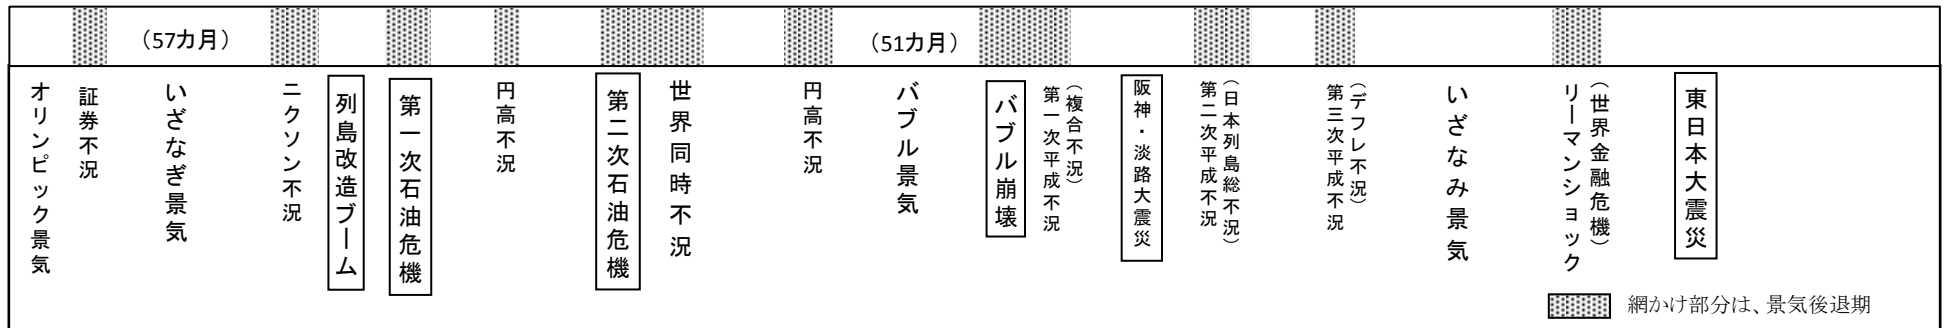 （57カ月）
（51カ月）
オリンピック景気
証券不況
いざなぎ景気
ニクソン不況
列島改造ブーム
第一次石油危機
円高不況
第二次石油危機
世界同時不況
円高不況
バブル景気
バブル崩壊
第一次平成不況
（複合不況）
阪神・淡路大震災
第二次平成不況
（日本列島総不況）
第三次平成不況
（デフレ不況）
いざなみ景気
リーマンショック
（世界金融危機）
東日本大震災
網かけ部分は、景気後退期